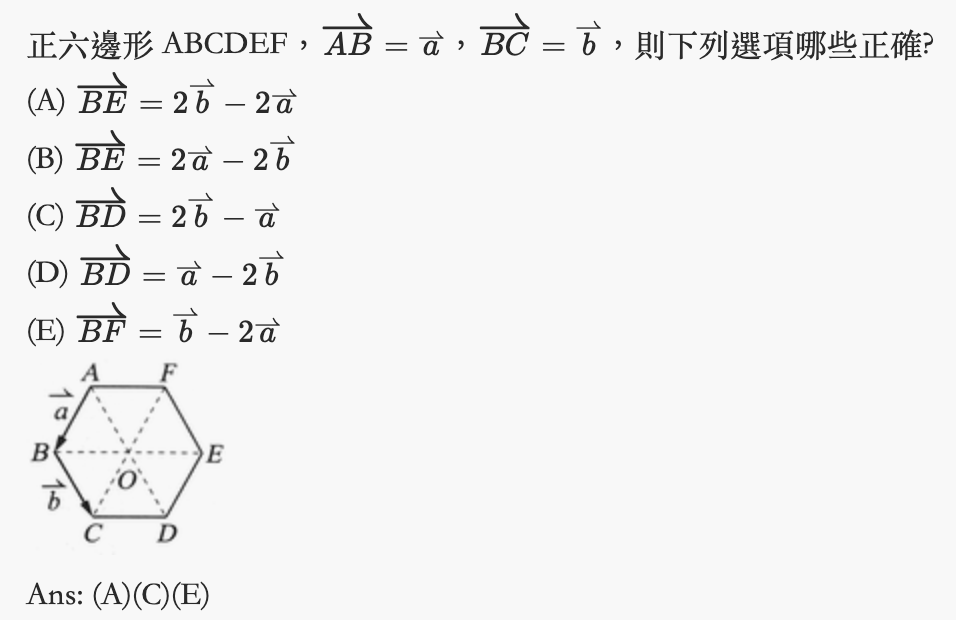 正六邊形 ABCDEF，$\overrightarrow{AB} = \vec{a}$，$\overrightarrow{BC} = \vec{b}$，則下列選項哪些正確?
(A) $\overrightarrow{BE} = 2\vec{b} - 2\vec{a}$
(B) $\overrightarrow{BE} = 2\vec{a} - 2\vec{b}$
(C) $\overrightarrow{BD} = 2\vec{b} - \vec{a}$
(D) $\overrightarrow{BD} = \vec{a} - 2\vec{b}$
(E) $\overrightarrow{BF} = \vec{b} - 2\vec{a}$
A F
$\vec{a}$
B E
O
$\vec{b}$
C D
Ans: (A)(C)(E)